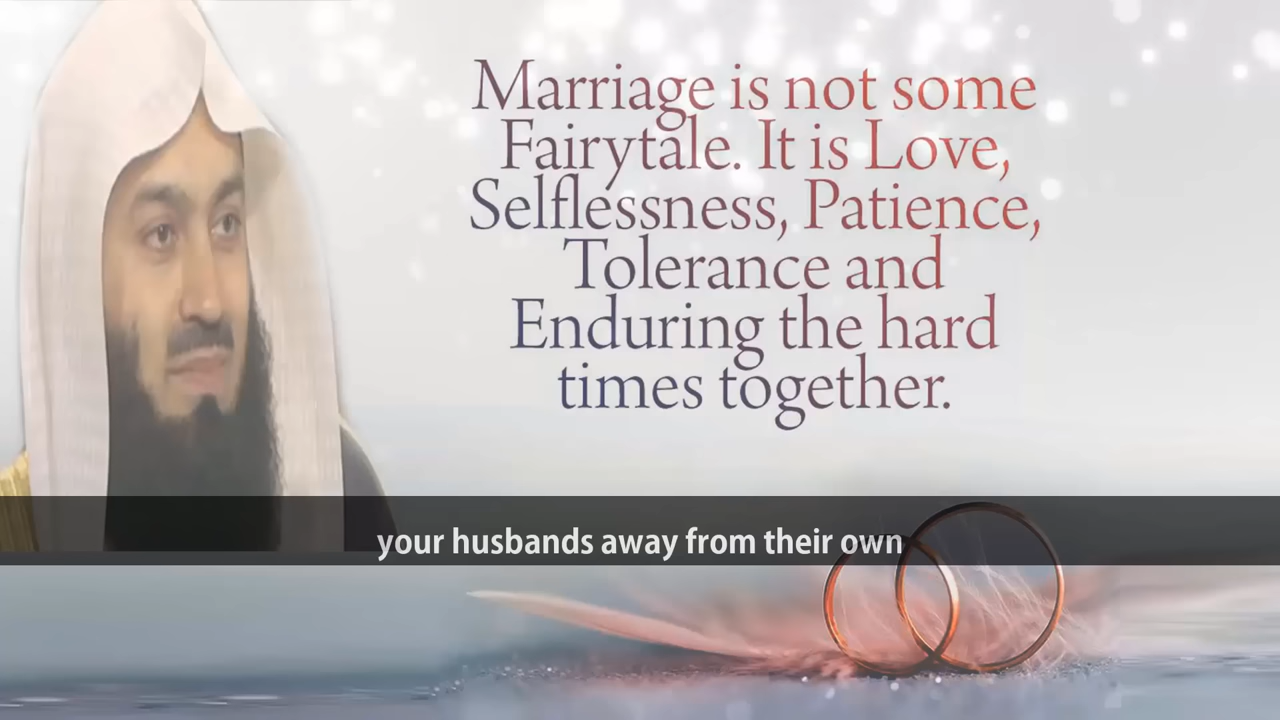 Marriage is not some
Fairytale. It is Love,
Selflessness, Patience,
Tolerance and
Enduring the hard
times together.
your husbands away from their own